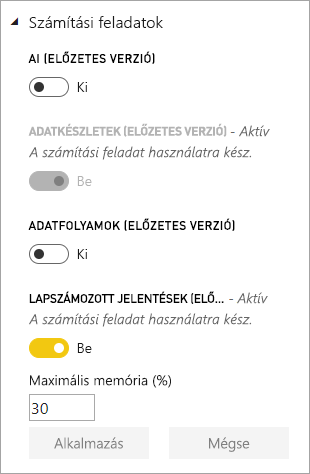 Számítási feladatok
AI (ELŐZETES VERZIÓ)
Ki
ADATKÉSZLETEK (ELŐZETES VERZIÓ) - Aktív
A számítási feladat használatra kész.
Be
ADATFOLYAMOK (ELŐZETES VERZIÓ)
Ki
LAPSZÁMOZOTT JELENTÉSEK (ELŐ... - Aktív
A számítási feladat használatra kész.
Be
Maximális memória (%)
30
Alkalmazás Mégse